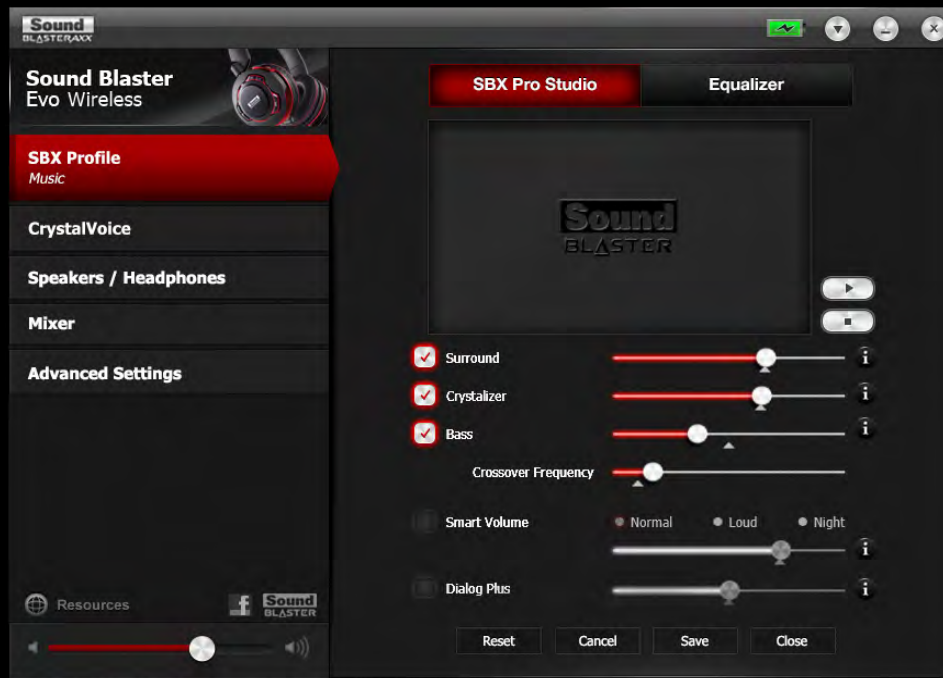 Sound
BLASTERAXX
Sound Blaster
Evo Wireless
SBX Profile
Music
CrystalVoice
Speakers / Headphones
Mixer
Advanced Settings
Resources
f
Sound
BLASTER
SBX Pro Studio
Equalizer
Sound
BLASTER
Surround
i
Crystalizer
i
Bass
i
Crossover Frequency
Smart Volume
Normal
Loud
Night
i
Dialog Plus
i
Reset
Cancel
Save
Close